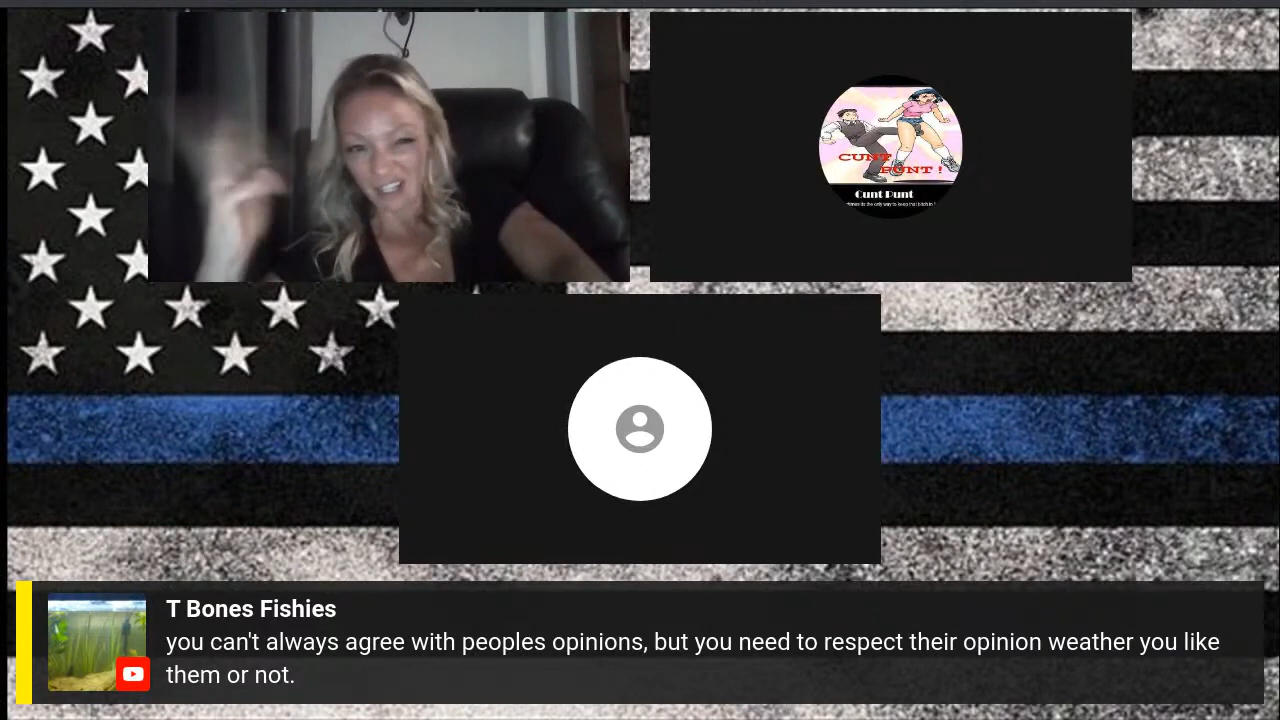 CUNT
PUNT !
Cunt Punt
T Bones Fishies
you can't always agree with peoples opinions, but you need to respect their opinion weather you like
them or not.